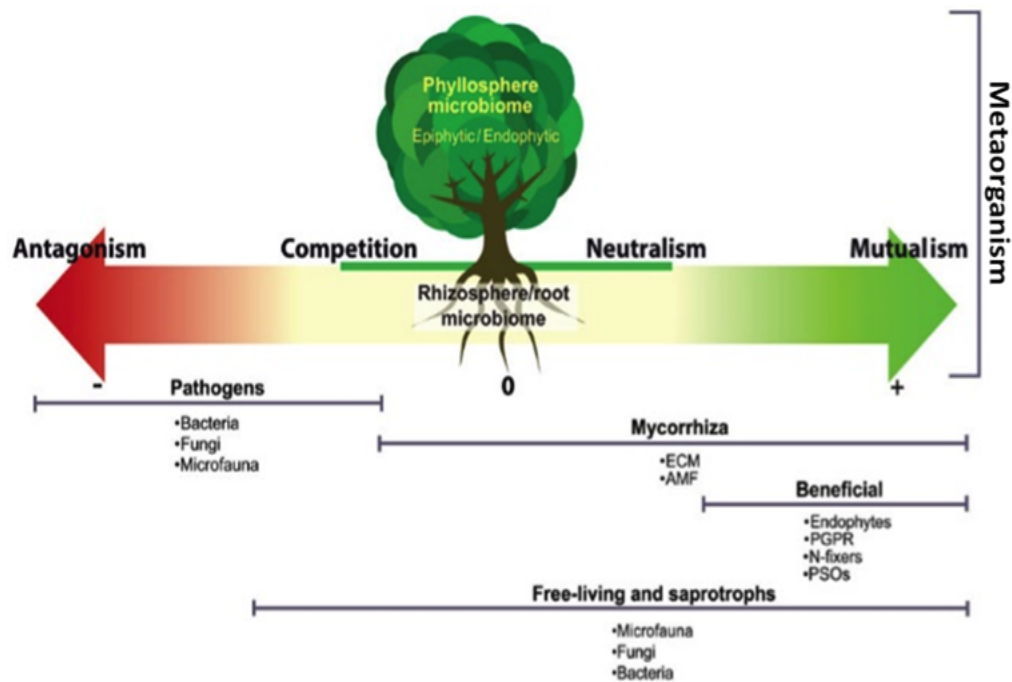 Phyllosphere
microbiome
Epiphytic/Endophytic
Metaorganism
Antagonism
Competition
Neutralism
Mutualism
Rhizosphere/root
microbiome
-
0
+
Pathogens
•Bacteria
•Fungi
•Microfauna
Mycorrhiza
•ECM
•AMF
Beneficial
•Endophytes
•PGPR
•N-fixers
•PSOs
Free-living and saprotrophs
•Microfauna
•Fungi
•Bacteria